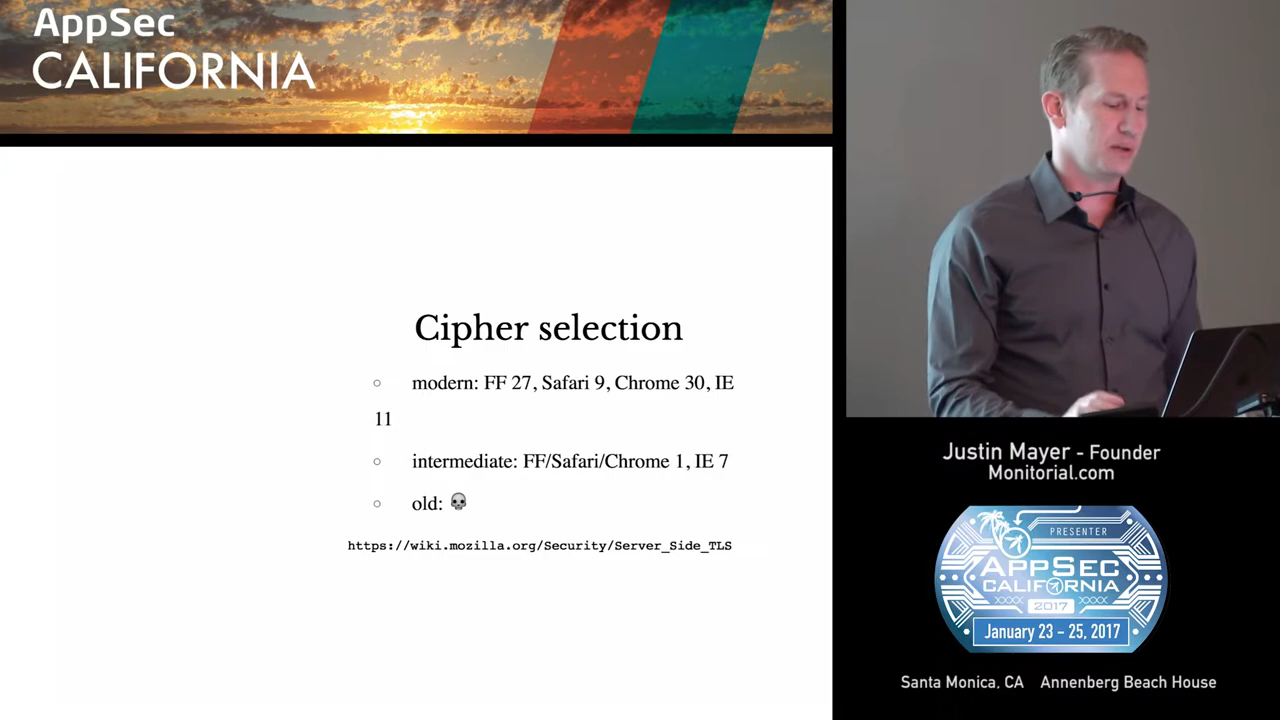 AppSec
CALIFORNIA
Cipher selection
○ modern: FF 27, Safari 9, Chrome 30, IE
11
○ intermediate: FF/Safari/Chrome 1, IE 7
○ old: 💀
https://wiki.mozilla.org/Security/Server_Side_TLS
Justin Mayer - Founder
Monitorial.com
PRESENTER
APPSEC
CALIFORNIA
2017
January 23 - 25, 2017
Santa Monica, CA Annenberg Beach House